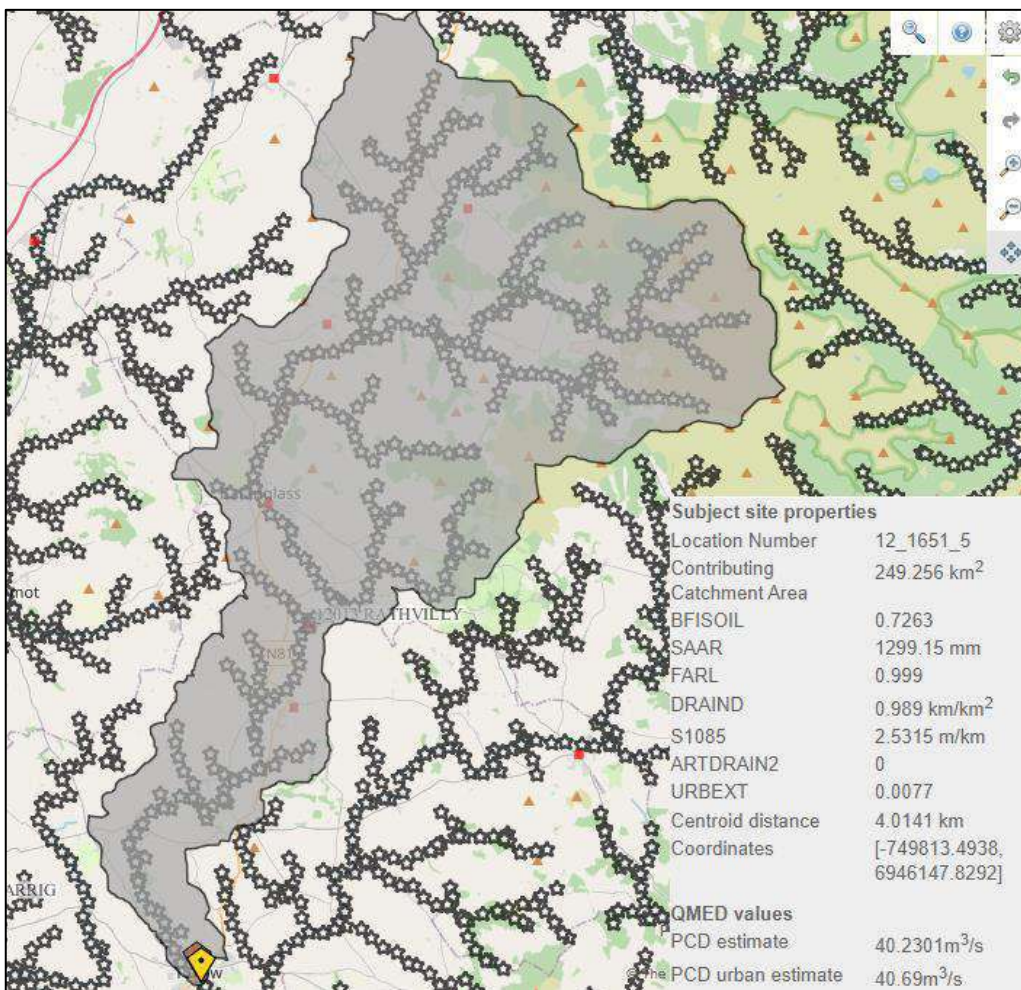 glass
mot
12013 RATHVILLY
N81
ARRIG
w
© The
P
Subject site properties
Location Number 12_1651_5
Contributing 249.256 km²
Catchment Area
BFISOIL 0.7263
SAAR 1299.15 mm
FARL 0.999
DRAIND 0.989 km/km²
S1085 2.5315 m/km
ARTDRAIN2 0
URBEXT 0.0077
Centroid distance 4.0141 km
Coordinates [-749813.4938,
6946147.8292]
QMED values
PCD estimate 40.2301m³/s
PCD urban estimate 40.69m³/s